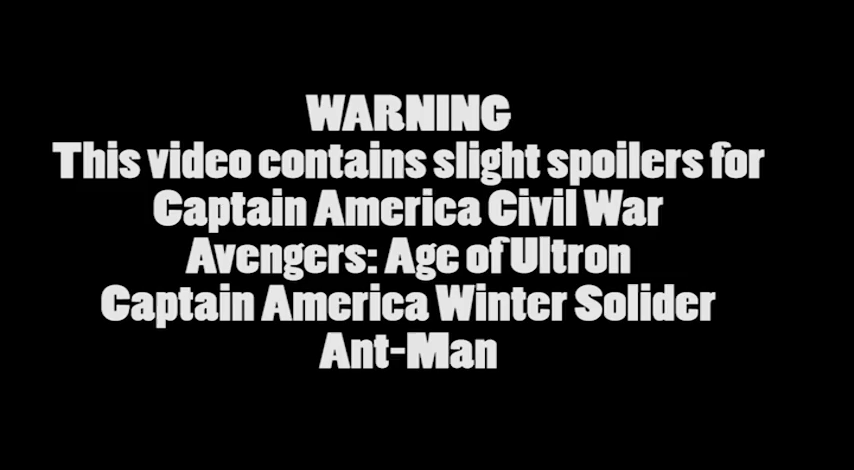 WARNING
This video contains slight spoilers for
Captain America Civil War
Avengers: Age of Ultron
Captain America Winter Solider
Ant-Man